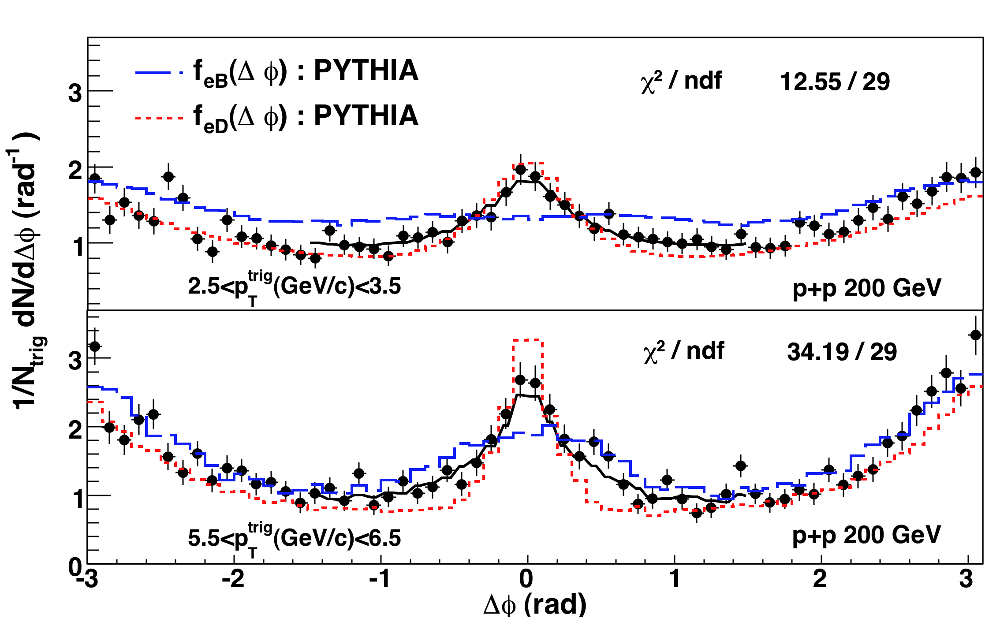 1/N_trig dN/dΔϕ (rad^-1)
f_eB(Δ ϕ) : PYTHIA
f_eD(Δ ϕ) : PYTHIA
χ² / ndf 12.55 / 29
3
2
1
2.5<p_T^trig(GeV/c)<3.5
p+p 200 GeV
χ² / ndf 34.19 / 29
3
2
1
0
5.5<p_T^trig(GeV/c)<6.5
p+p 200 GeV
-3 -2 -1 0 1 2 3
Δϕ (rad)